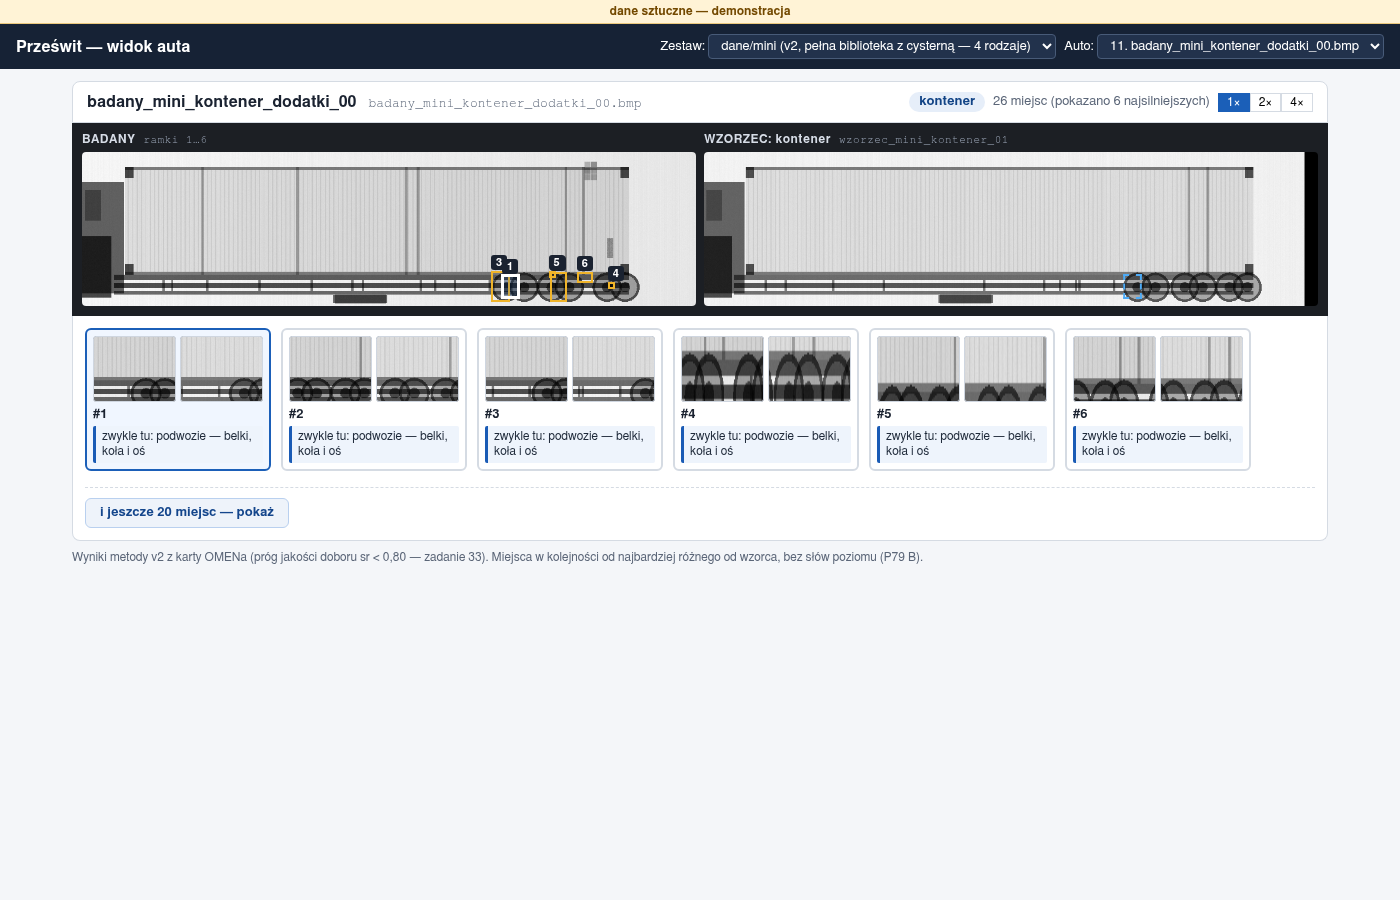 dane sztuczne — demonstracja
Prześwit — widok auta
Zestaw: dane/mini (v2, pełna biblioteka z cysterną — 4 rodzaje) Auto: 11. badany_mini_kontener_dodatki_00.bmp
badany_mini_kontener_dodatki_00 badany_mini_kontener_dodatki_00.bmp kontener 26 miejsc (pokazano 6 najsilniejszych) 1× 2× 4×
BADANY ramki 1…6
WZORZEC: kontener wzorzec_mini_kontener_01
3 1 5 6 4
#1
zwykle tu: podwozie — belki,
koła i oś
#2
zwykle tu: podwozie — belki,
koła i oś
#3
zwykle tu: podwozie — belki,
koła i oś
#4
zwykle tu: podwozie — belki,
koła i oś
#5
zwykle tu: podwozie — belki,
koła i oś
#6
zwykle tu: podwozie — belki,
koła i oś
i jeszcze 20 miejsc — pokaż
Wyniki metody v2 z karty OMENa (próg jakości doboru sr < 0,80 — zadanie 33). Miejsca w kolejności od najbardziej różnego od wzorca, bez słów poziomu (P79 B).